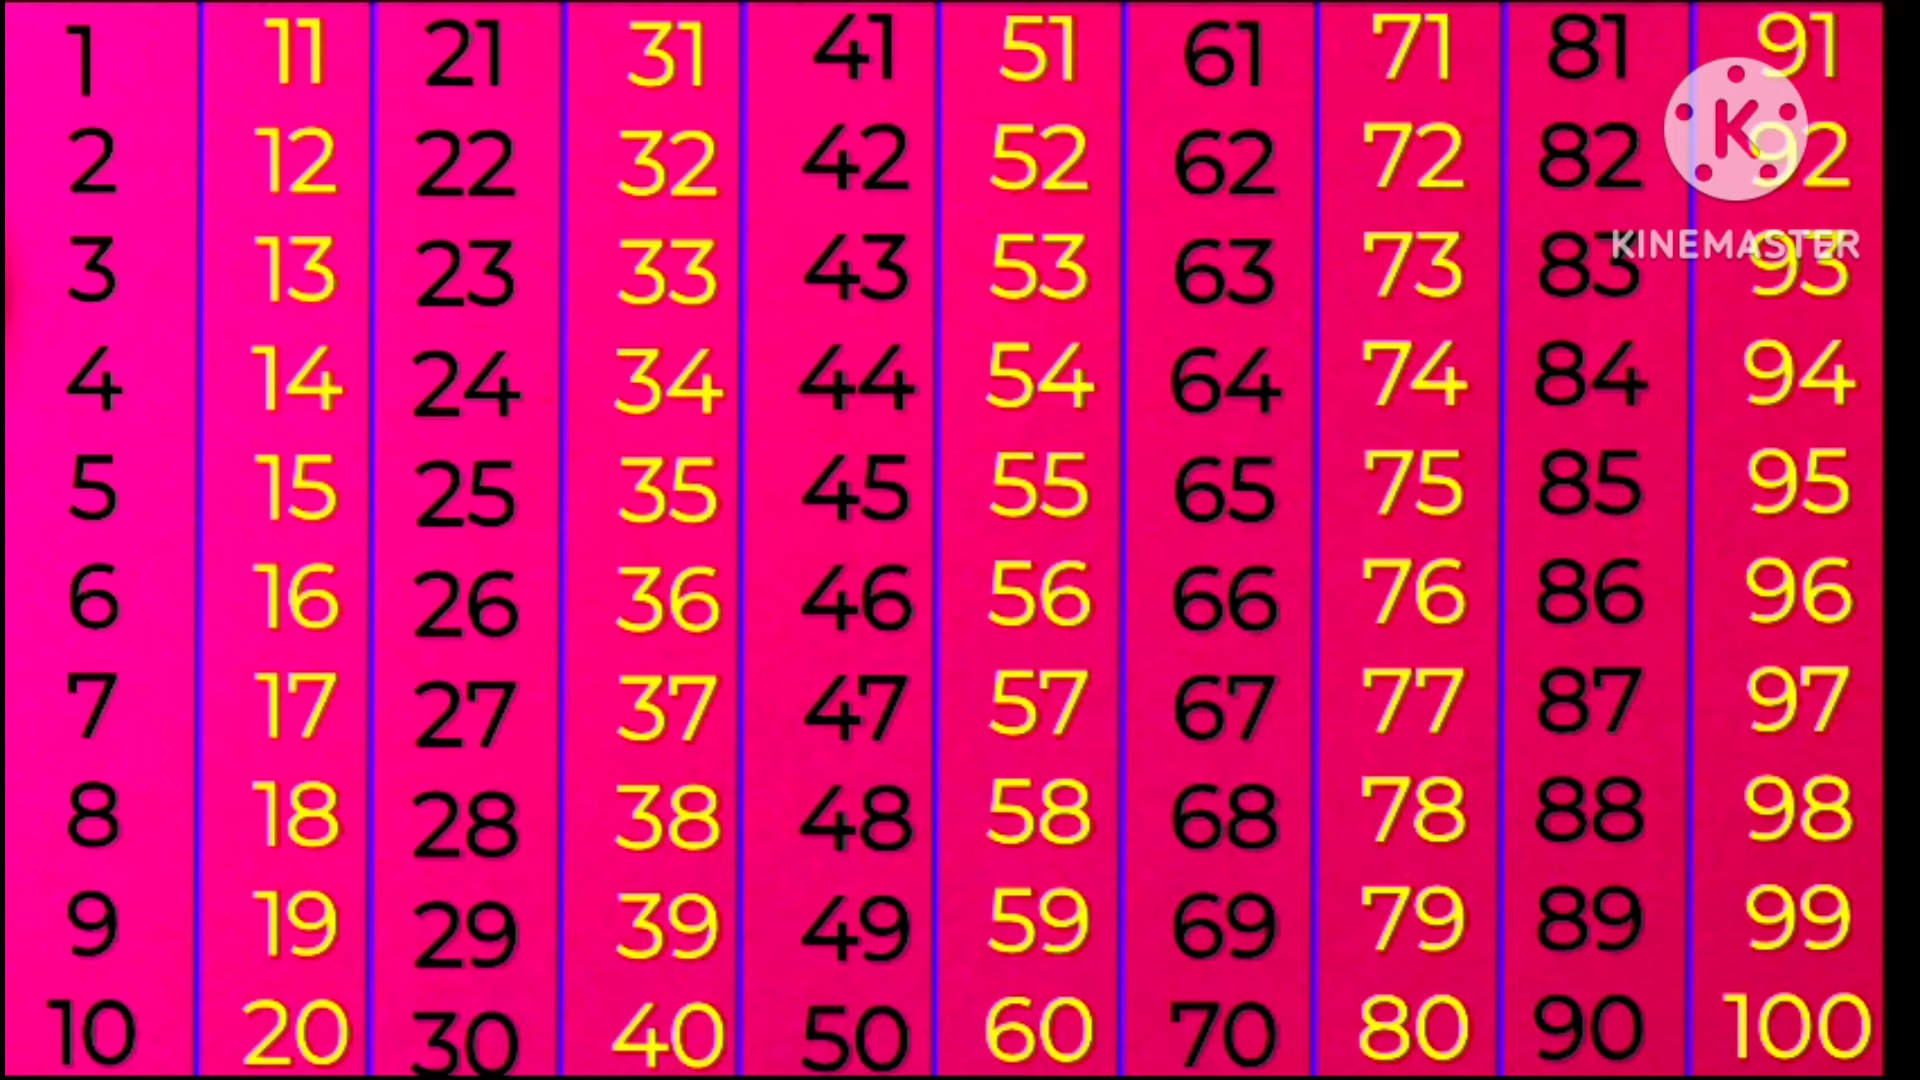 1 11 21 31 41 51 61 71 81 91
2 12 22 32 42 52 62 72 82 92
3 13 23 33 43 53 63 73 83 93
KINEMASTER
4 14 24 34 44 54 64 74 84 94
5 15 25 35 45 55 65 75 85 95
6 16 26 36 46 56 66 76 86 96
7 17 27 37 47 57 67 77 87 97
8 18 28 38 48 58 68 78 88 98
9 19 29 39 49 59 69 79 89 99
10 20 30 40 50 60 70 80 90 100